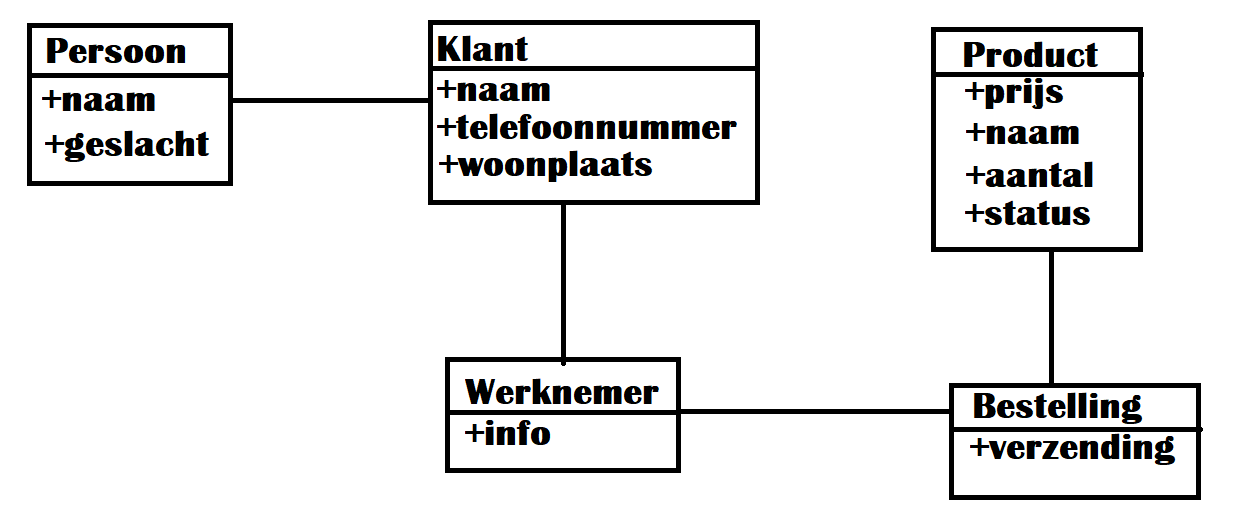 Persoon
+naam
+geslacht
Klant
+naam
+telefoonnummer
+woonplaats
Product
+prijs
+naam
+aantal
+status
Werknemer
+info
Bestelling
+verzending